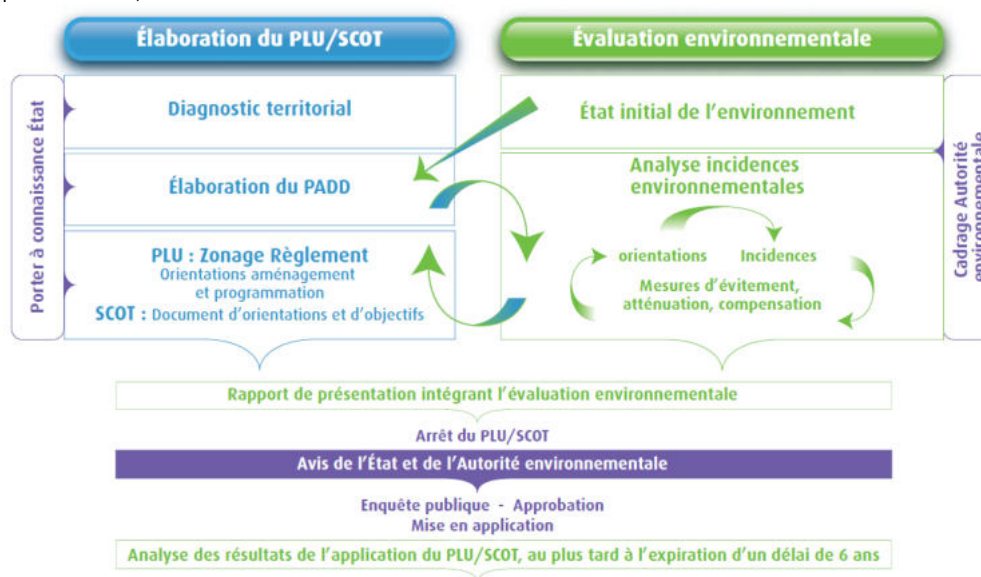 Élaboration du PLU/SCOT
Évaluation environnementale
Porter à connaissance État
Diagnostic territorial
État initial de l'environnement
Élaboration du PADD
Analyse incidences
environnementales
PLU : Zonage Règlement
Orientations aménagement
et programmation
SCOT : Document d'orientations et d'objectifs
orientations
Incidences
Mesures d'évitement,
atténuation, compensation
Cadrage Autorité
environnementale
Rapport de présentation intégrant l'évaluation environnementale
Arrêt du PLU/SCOT
Avis de l'État et de l'Autorité environnementale
Enquête publique - Approbation
Mise en application
Analyse des résultats de l'application du PLU/SCOT, au plus tard à l'expiration d'un délai de 6 ans